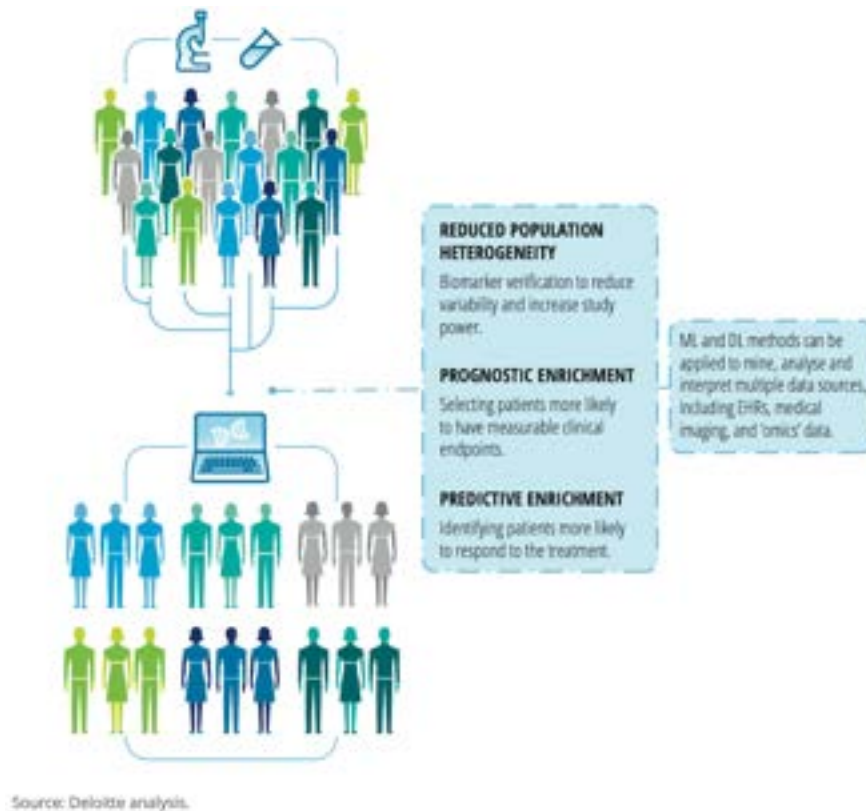 REDUCED POPULATION
HETEROGENEITY
Biomarker verification to reduce
variability and increase study
power.
PROGNOSTIC ENRICHMENT
Selecting patients more likely
to have measurable clinical
endpoints.
PREDICTIVE ENRICHMENT
Identifying patients more likely
to respond to the treatment.
ML and DL methods can be
applied to mine, analyse and
interpret multiple data sources,
including EHRs, medical
imaging, and 'omics' data.
Source: Deloitte analysis.